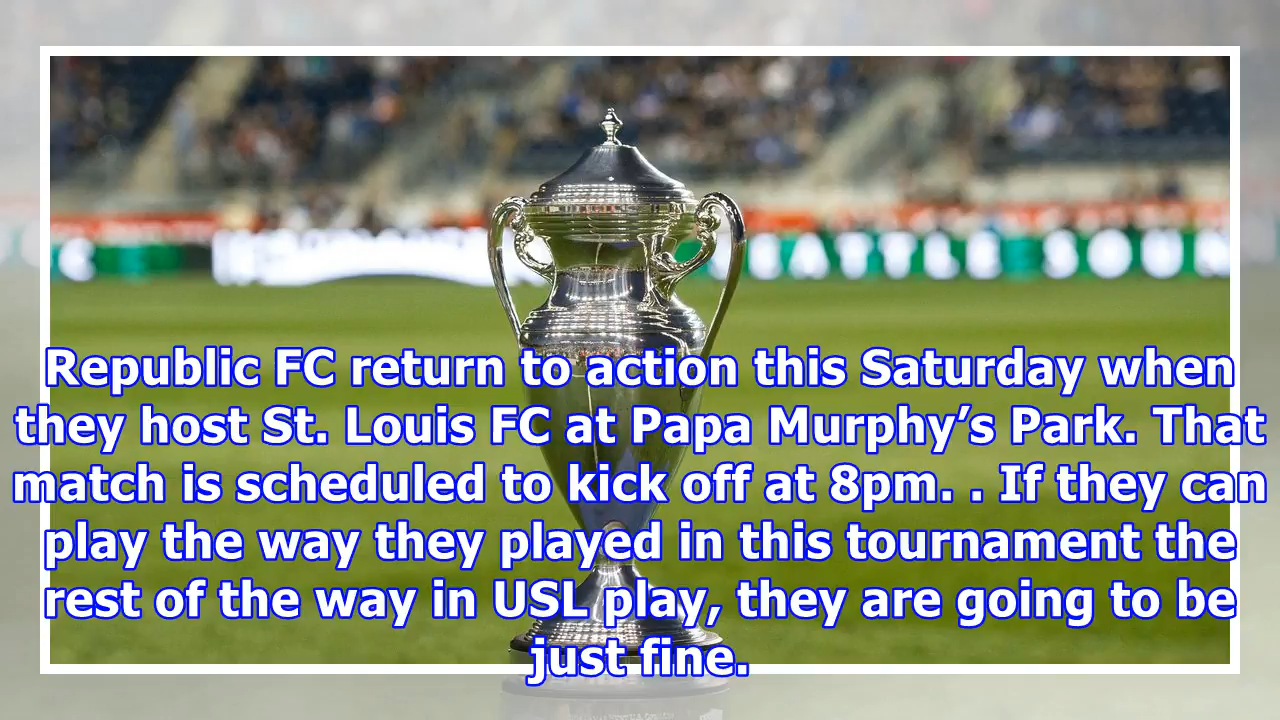 ATTLE SOUN
Republic FC return to action this Saturday when
they host St. Louis FC at Papa Murphy’s Park. That
match is scheduled to kick off at 8pm. . If they can
play the way they played in this tournament the
rest of the way in USL play, they are going to be
just fine.